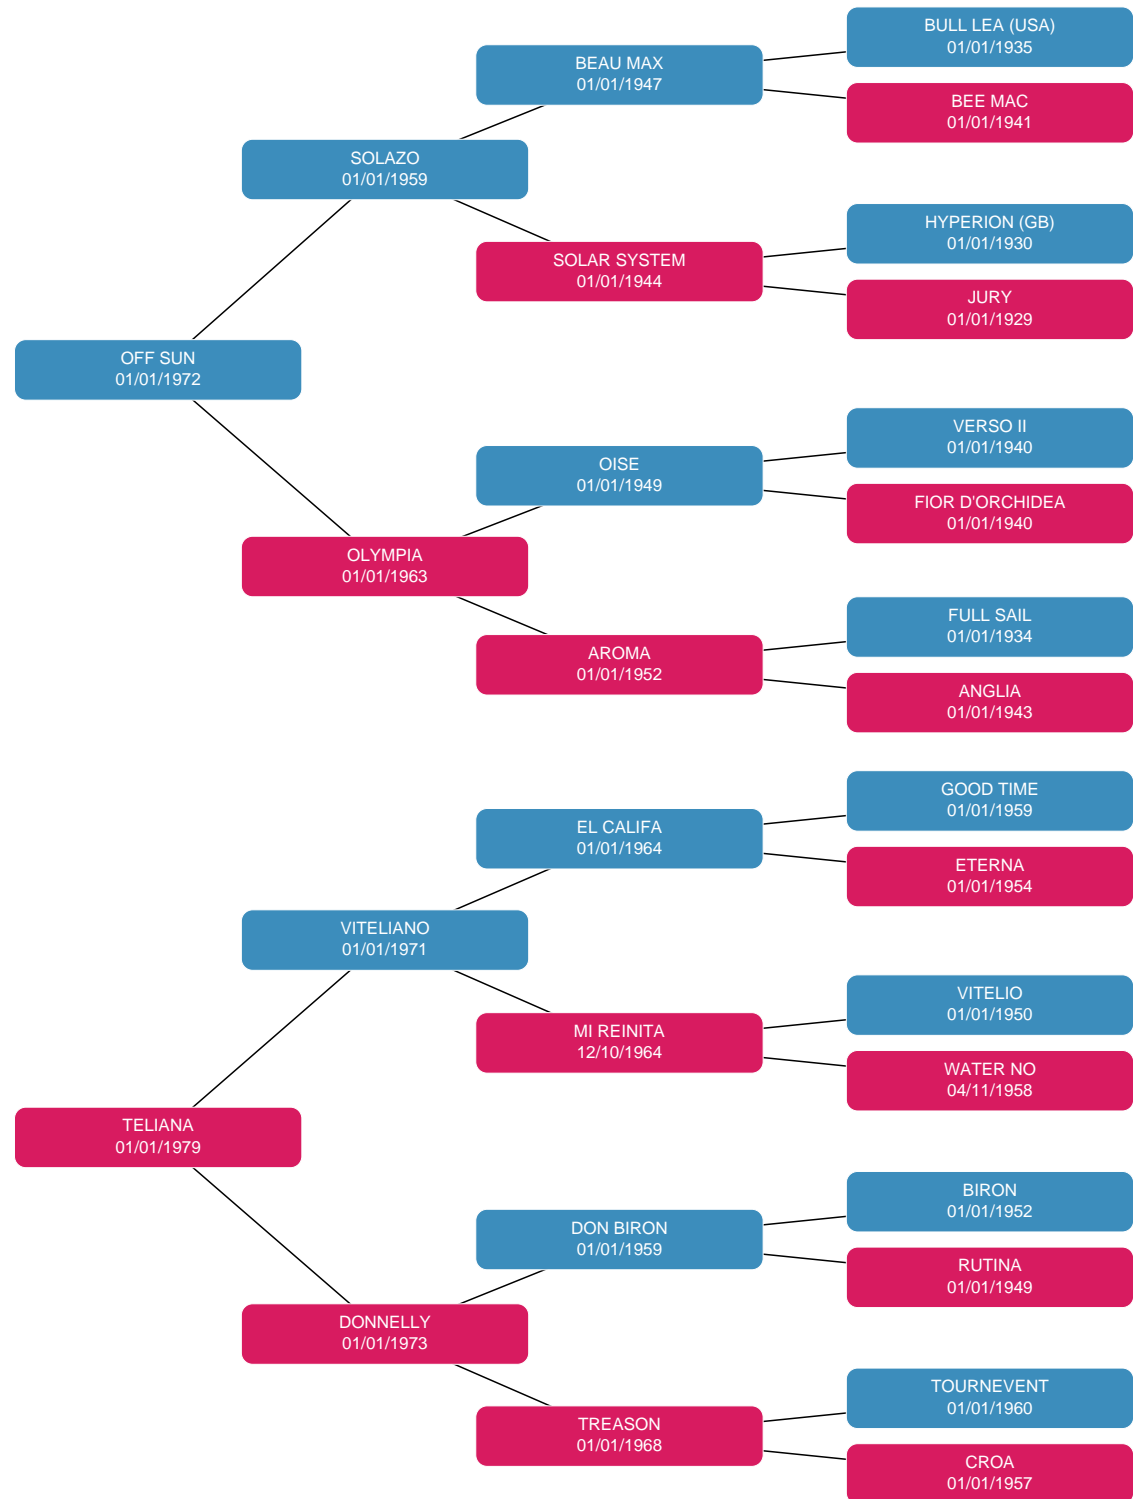 BULL LEA (USA)
01/01/1935
BEAU MAX
01/01/1947
BEE MAC
01/01/1941
SOLAZO
01/01/1959
HYPERION (GB)
01/01/1930
SOLAR SYSTEM
01/01/1944
JURY
01/01/1929
OFF SUN
01/01/1972
VERSO II
01/01/1940
OISE
01/01/1949
FIOR D'ORCHIDEA
01/01/1940
OLYMPIA
01/01/1963
FULL SAIL
01/01/1934
AROMA
01/01/1952
ANGLIA
01/01/1943
GOOD TIME
01/01/1959
EL CALIFA
01/01/1964
ETERNA
01/01/1954
VITELIANO
01/01/1971
VITELIO
01/01/1950
MI REINITA
12/10/1964
WATER NO
04/11/1958
TELIANA
01/01/1979
BIRON
01/01/1952
DON BIRON
01/01/1959
RUTINA
01/01/1949
DONNELLY
01/01/1973
TOURNEVENT
01/01/1960
TREASON
01/01/1968
CROA
01/01/1957